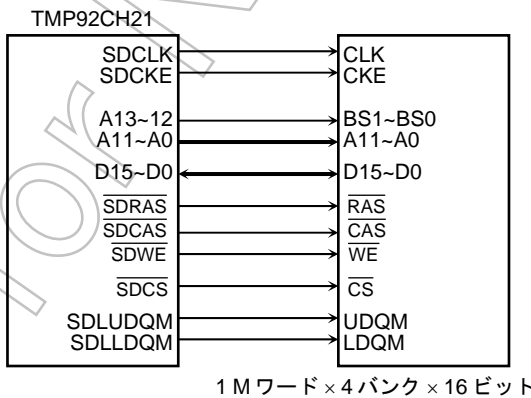 TMP92CH21
SDCLK CLK
SDCKE CKE
A13~12 BS1~BS0
A11~A0 A11~A0
D15~D0 D15~D0
SDRAS RAS
SDCAS CAS
SDWE WE
SDCS CS
SDLUDQM UDQM
SDLLDQM LDQM
1 M ワード × 4 バンク × 16 ビット